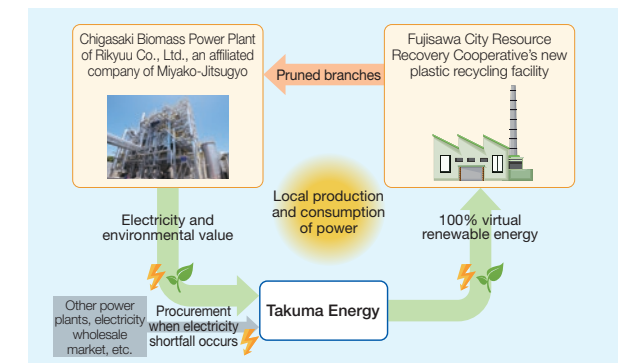 Chigasaki Biomass Power Plant
of Rikyuu Co., Ltd., an affiliated
company of Miyako-Jitsugyo
Fujisawa City Resource
Recovery Cooperative's new
plastic recycling facility
Pruned branches
Local production
and consumption
of power
Electricity and
environmental value
100% virtual
renewable energy
Other power
plants, electricity
wholesale
market, etc.
Procurement
when electricity
shortfall occurs
Takuma Energy